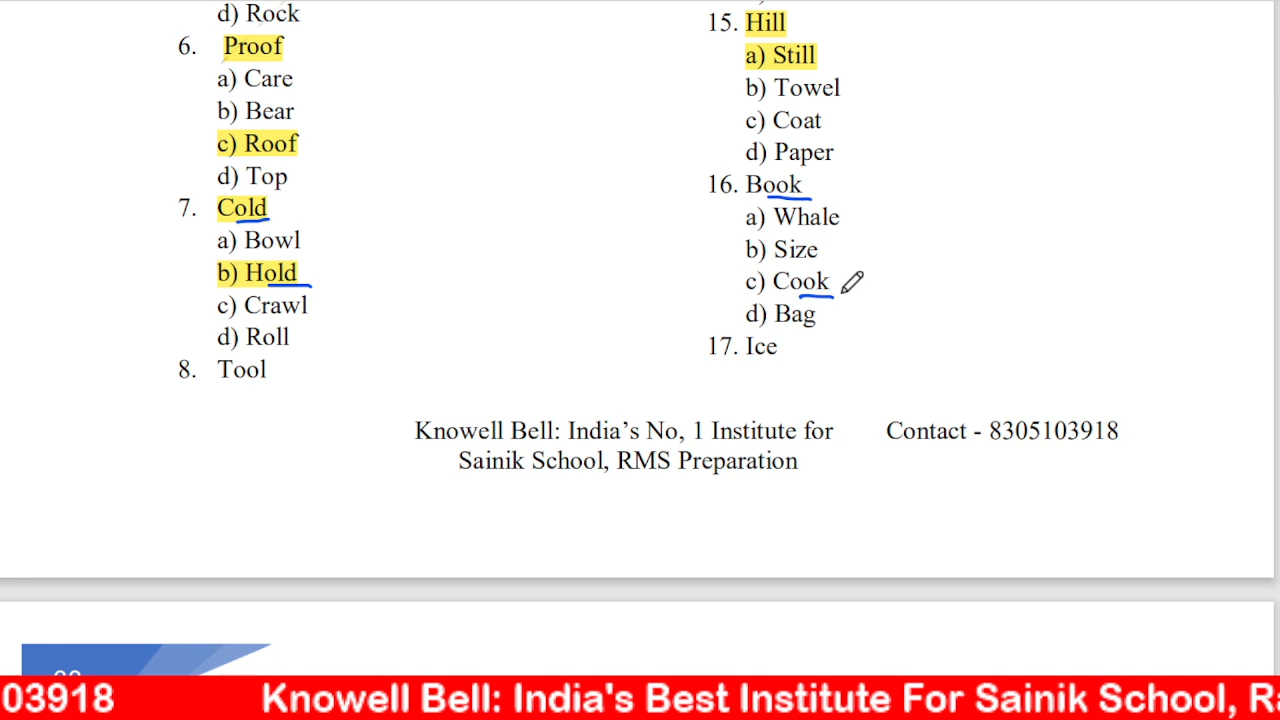 d) Rock
6. Proof
a) Care
b) Bear
c) Roof
d) Top
7. Cold
a) Bowl
b) Hold
c) Crawl
d) Roll
8. Tool
15. Hill
a) Still
b) Towel
c) Coat
d) Paper
16. Book
a) Whale
b) Size
c) Cook
d) Bag
17. Ice
Knowell Bell: India’s No, 1 Institute for
Sainik School, RMS Preparation
Contact - 8305103918
03918 Knowell Bell: India's Best Institute For Sainik School,